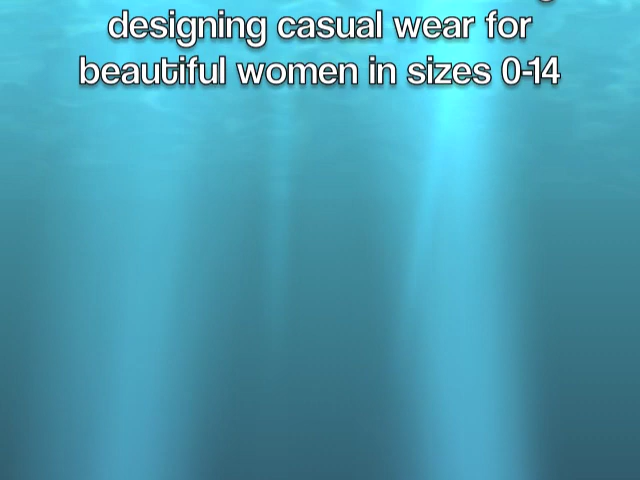 designing casual wear for
beautiful women in sizes 0-14